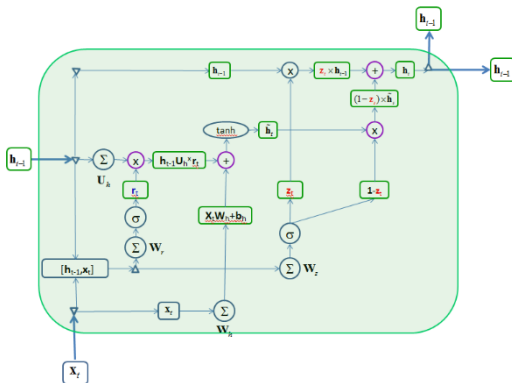 h_{t-1}
h_{t-1}
x
z_t×h_{t-1}
+
h_t
h_{t-1}
(1-z_t)×h̃_t
tanh
h̃_t
x
h_{t-1}
Σ
x
h_{t-1}U_h*r_t
+
U_h
r_t
z_t
1-z_t
σ
X_tW_h+b_h
σ
Σ
W_r
[h_{t-1},x_t]
Σ
W_z
x_t
Σ
W_h
X_t